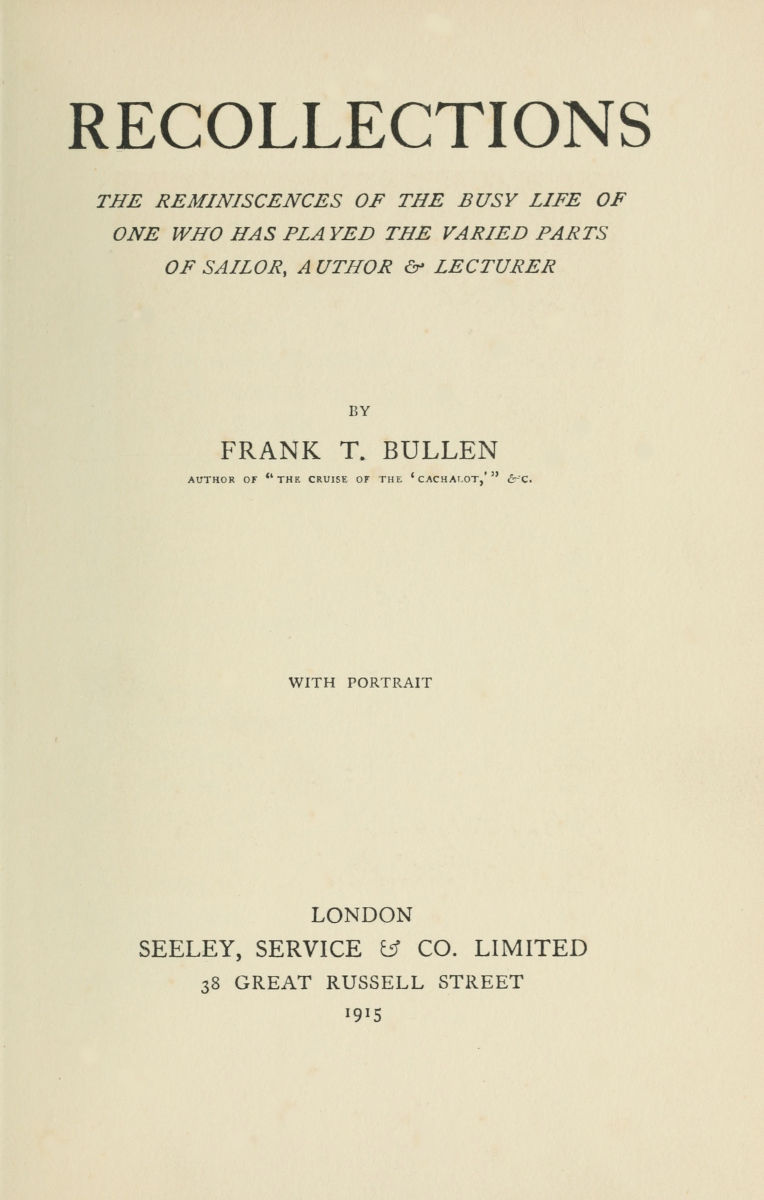 RECOLLECTIONS
THE REMINISCENCES OF THE BUSY LIFE OF
ONE WHO HAS PLAYED THE VARIED PARTS
OF SAILOR, AUTHOR & LECTURER
BY
FRANK T. BULLEN
AUTHOR OF “THE CRUISE OF THE ‘CACHALOT,’” &C.
WITH PORTRAIT
LONDON
SEELEY, SERVICE & CO. LIMITED
38 GREAT RUSSELL STREET
1915